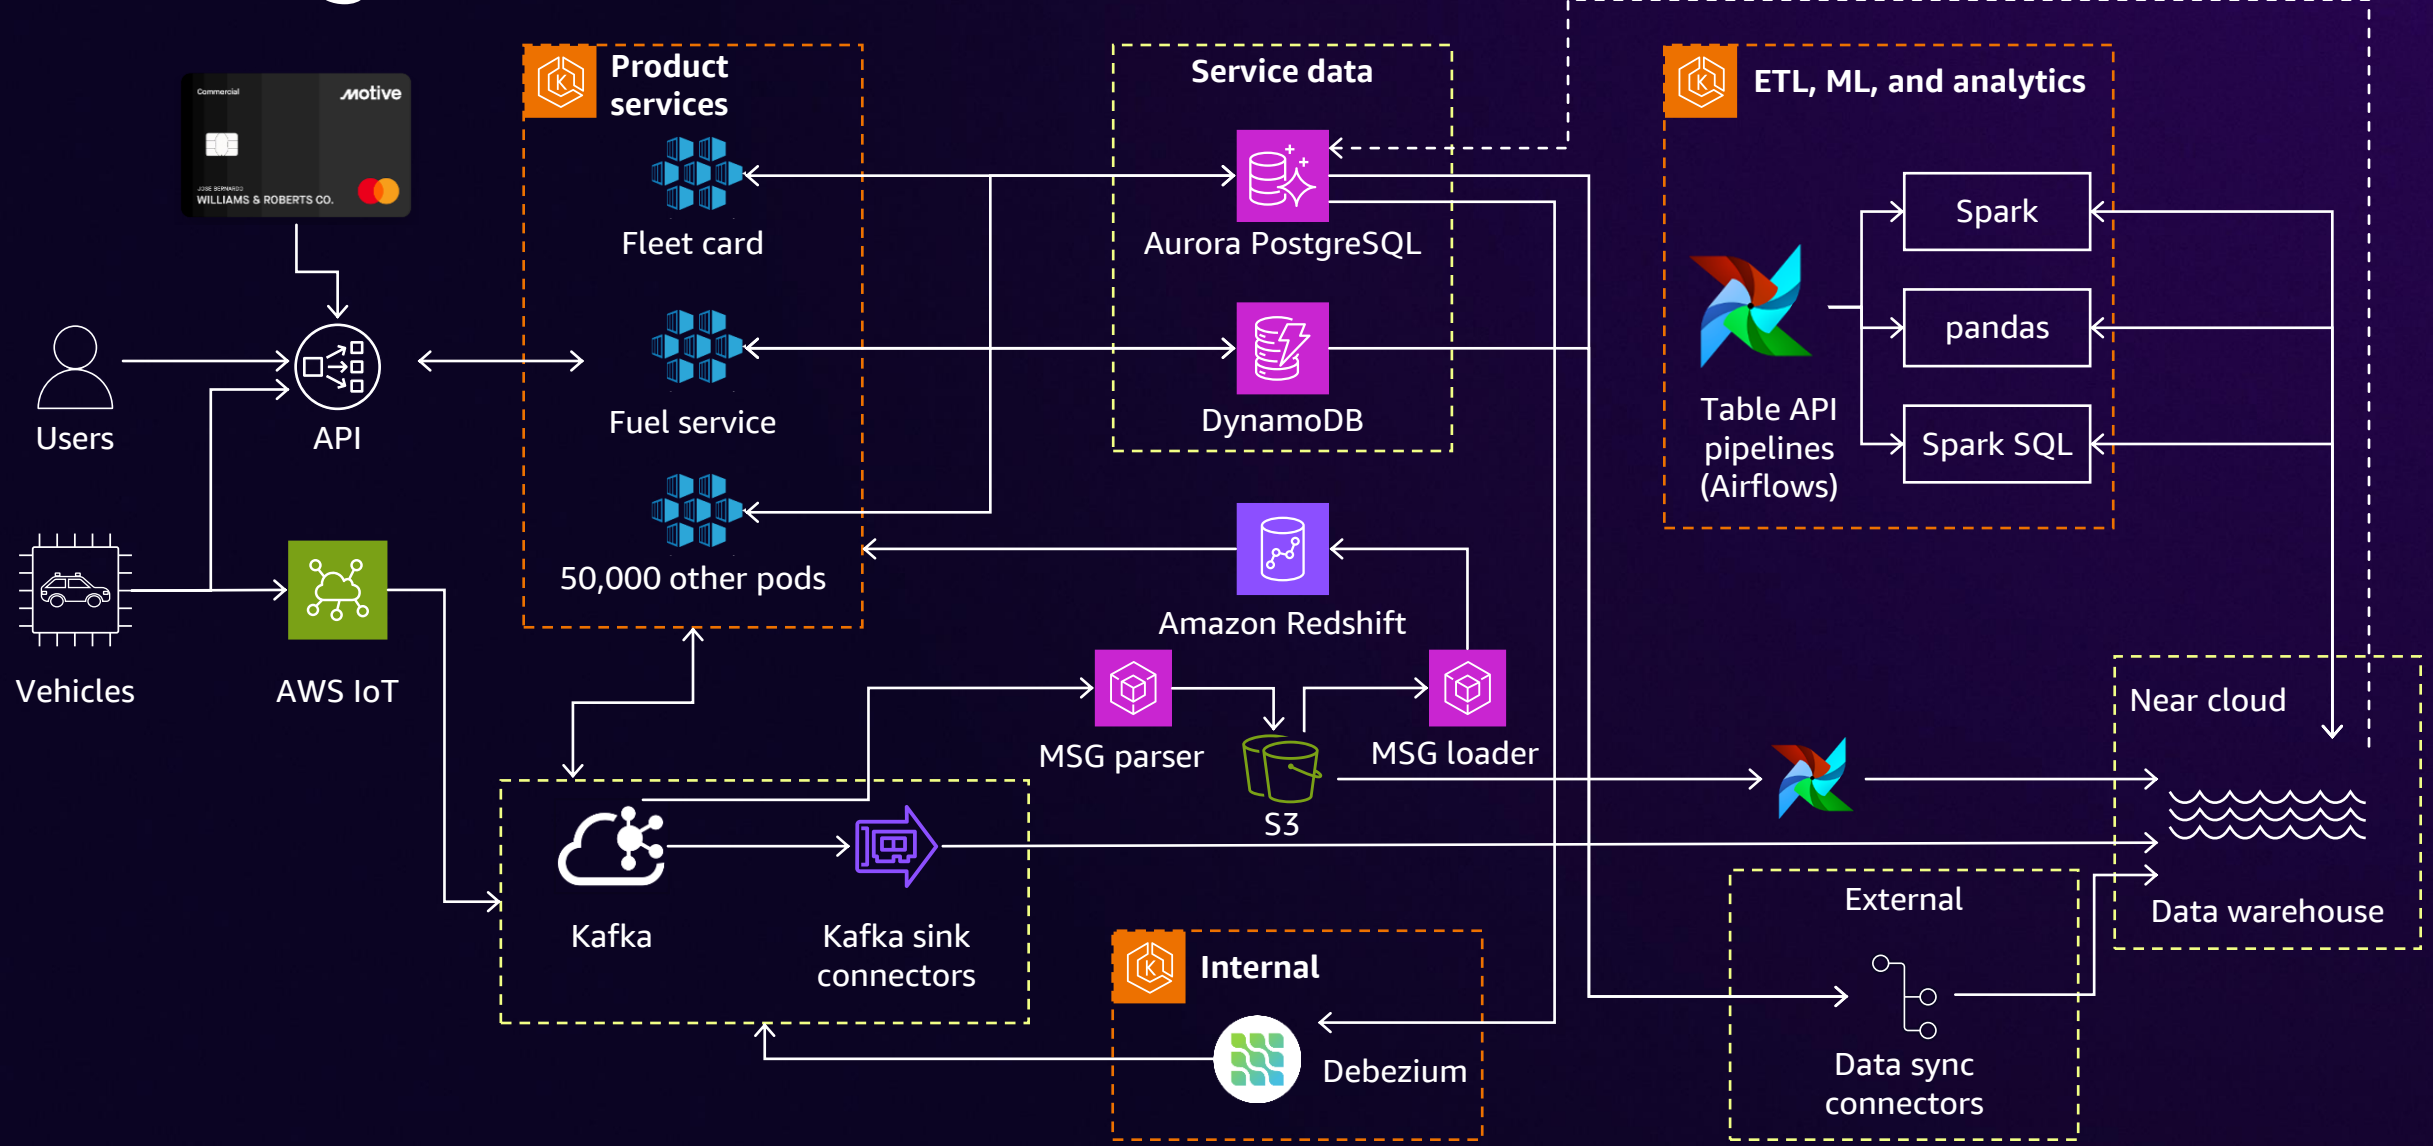 Commercial
motive
JOSE BERNARDO
WILLIAMS & ROBERTS CO.
Users
API
Vehicles
AWS IoT
Product
services
Fleet card
Fuel service
50,000 other pods
Service data
Aurora PostgreSQL
DynamoDB
Amazon Redshift
MSG parser
S3
MSG loader
Kafka
Kafka sink
connectors
Internal
Debezium
ETL, ML, and analytics
Table API
pipelines
(Airflows)
Spark
pandas
Spark SQL
Near cloud
Data warehouse
External
Data sync
connectors